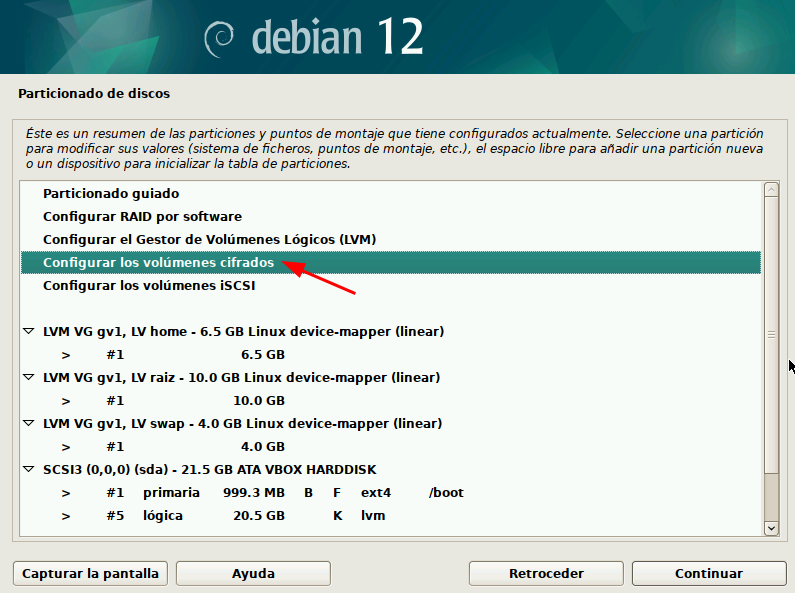 debian 12
Particionado de discos
Éste es un resumen de las particiones y puntos de montaje que tiene configurados actualmente. Seleccione una partición
para modificar sus valores (sistema de ficheros, puntos de montaje, etc.), el espacio libre para añadir una partición nueva
o un dispositivo para inicializar la tabla de particiones.
Particionado guiado
Configurar RAID por software
Configurar el Gestor de Volúmenes Lógicos (LVM)
Configurar los volúmenes cifrados
Configurar los volúmenes iSCSI
LVM VG gv1, LV home - 6.5 GB Linux device-mapper (linear)
> #1 6.5 GB
LVM VG gv1, LV raiz - 10.0 GB Linux device-mapper (linear)
> #1 10.0 GB
LVM VG gv1, LV swap - 4.0 GB Linux device-mapper (linear)
> #1 4.0 GB
SCSI3 (0,0,0) (sda) - 21.5 GB ATA VBOX HARDDISK
> #1 primaria 999.3 MB B F ext4 /boot
> #5 lógica 20.5 GB K lvm
Capturar la pantalla Ayuda Retroceder Continuar